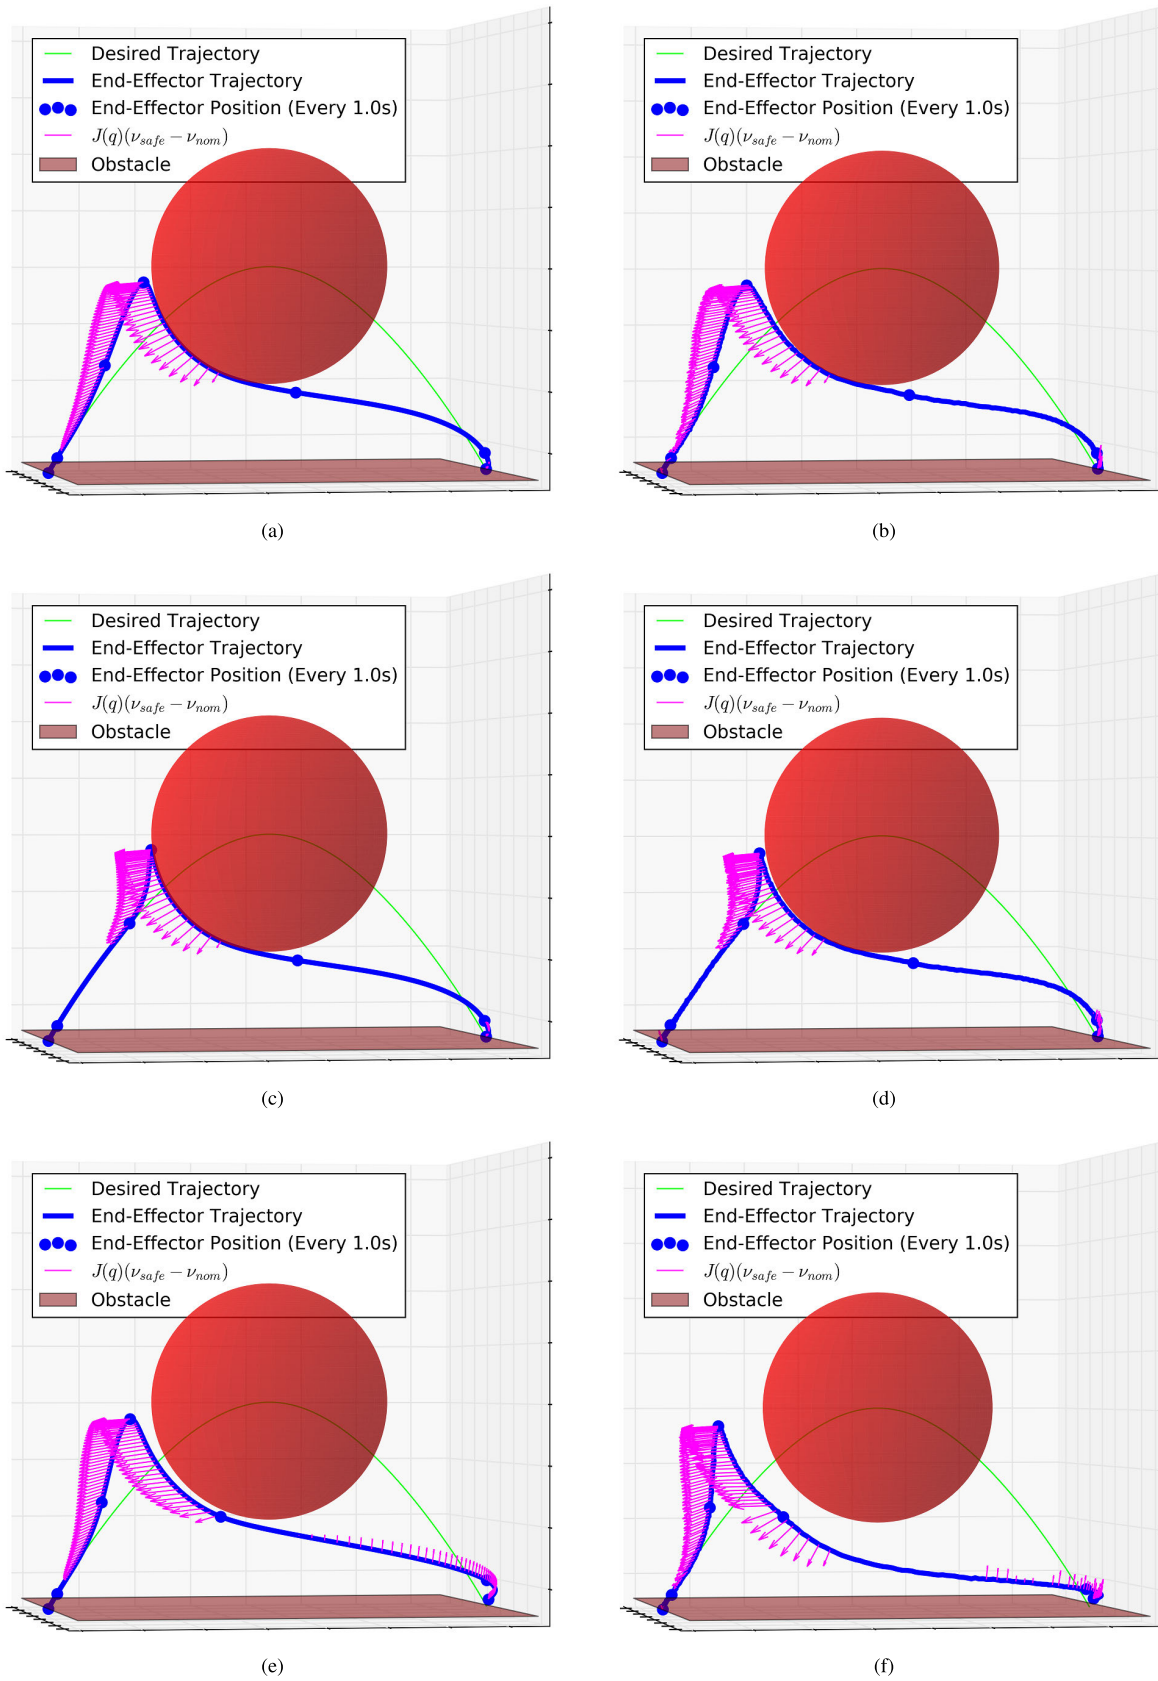 Desired Trajectory
End-Effector Trajectory
End-Effector Position (Every 1.0s)
J(q)(ν_safe − ν_nom)
Obstacle
(a)
Desired Trajectory
End-Effector Trajectory
End-Effector Position (Every 1.0s)
J(q)(ν_safe − ν_nom)
Obstacle
(b)
Desired Trajectory
End-Effector Trajectory
End-Effector Position (Every 1.0s)
J(q)(ν_safe − ν_nom)
Obstacle
(c)
Desired Trajectory
End-Effector Trajectory
End-Effector Position (Every 1.0s)
J(q)(ν_safe − ν_nom)
Obstacle
(d)
Desired Trajectory
End-Effector Trajectory
End-Effector Position (Every 1.0s)
J(q)(ν_safe − ν_nom)
Obstacle
(e)
Desired Trajectory
End-Effector Trajectory
End-Effector Position (Every 1.0s)
J(q)(ν_safe − ν_nom)
Obstacle
(f)